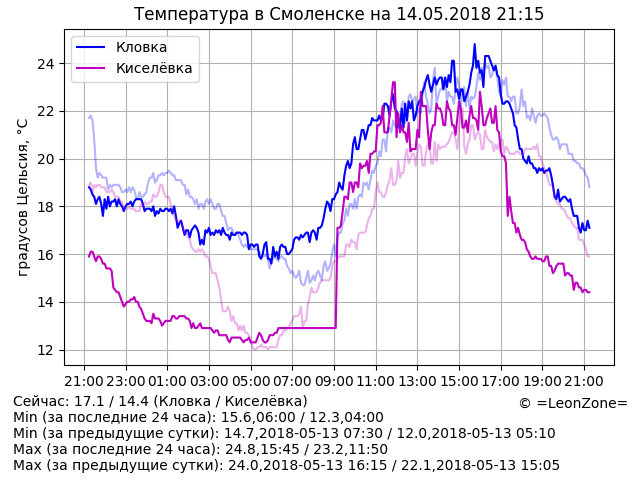 Температура в Смоленске на 14.05.2018 21:15
Кловка
Киселёвка
градусов Цельсия, °C
24
22
20
18
16
14
12
21:00 23:00 01:00 03:00 05:00 07:00 09:00 11:00 13:00 15:00 17:00 19:00 21:00
Сейчас: 17.1 / 14.4 (Кловка / Киселёвка)
© =LeonZone=
Min (за последние 24 часа): 15.6,06:00 / 12.3,04:00
Min (за предыдущие сутки): 14.7,2018-05-13 07:30 / 12.0,2018-05-13 05:10
Max (за последние 24 часа): 24.8,15:45 / 23.2,11:50
Max (за предыдущие сутки): 24.0,2018-05-13 16:15 / 22.1,2018-05-13 15:05